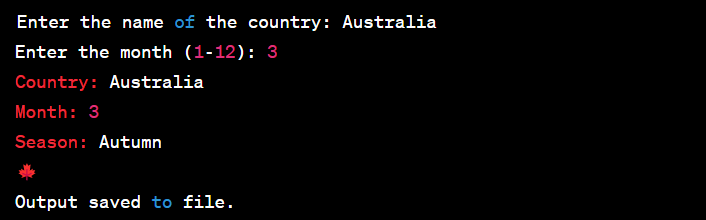 Enter the name of the country: Australia
Enter the month (1-12): 3
Country: Australia
Month: 3
Season: Autumn
🍁
Output saved to file.